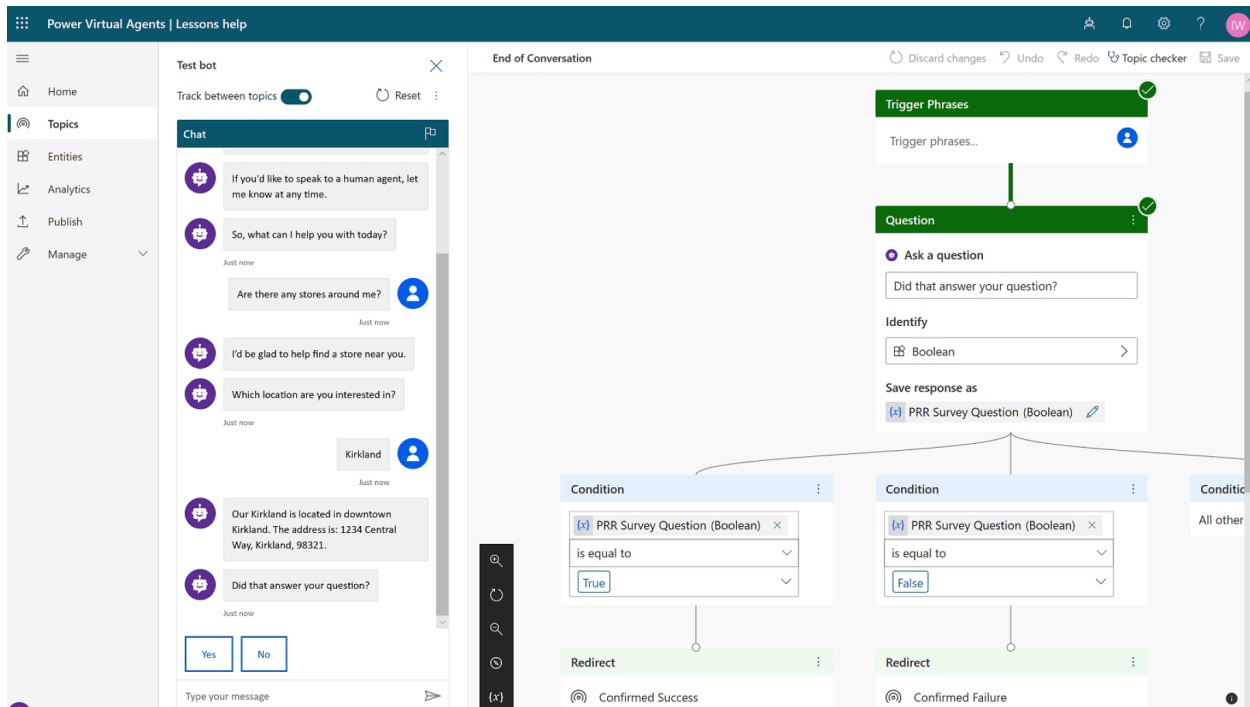 Power Virtual Agents | Lessons help
IW
Home
Topics
Entities
Analytics
Publish
Manage
Test bot
Track between topics
Reset
Chat
If you'd like to speak to a human agent, let
me know at any time.
So, what can I help you with today?
Just now
Are there any stores around me?
Just now
I'd be glad to help find a store near you.
Which location are you interested in?
Just now
Kirkland
Just now
Our Kirkland is located in downtown
Kirkland. The address is: 1234 Central
Way, Kirkland, 98321.
Did that answer your question?
Just now
Yes
No
Type your message
End of Conversation
Discard changes
Undo
Redo
Topic checker
Save
Trigger Phrases
Trigger phrases...
Question
Ask a question
Did that answer your question?
Identify
Boolean
Save response as
{x} PRR Survey Question (Boolean)
Condition
{x} PRR Survey Question (Boolean)
is equal to
True
Redirect
Confirmed Success
Condition
{x} PRR Survey Question (Boolean)
is equal to
False
Redirect
Confirmed Failure
Conditic
All other
{x}